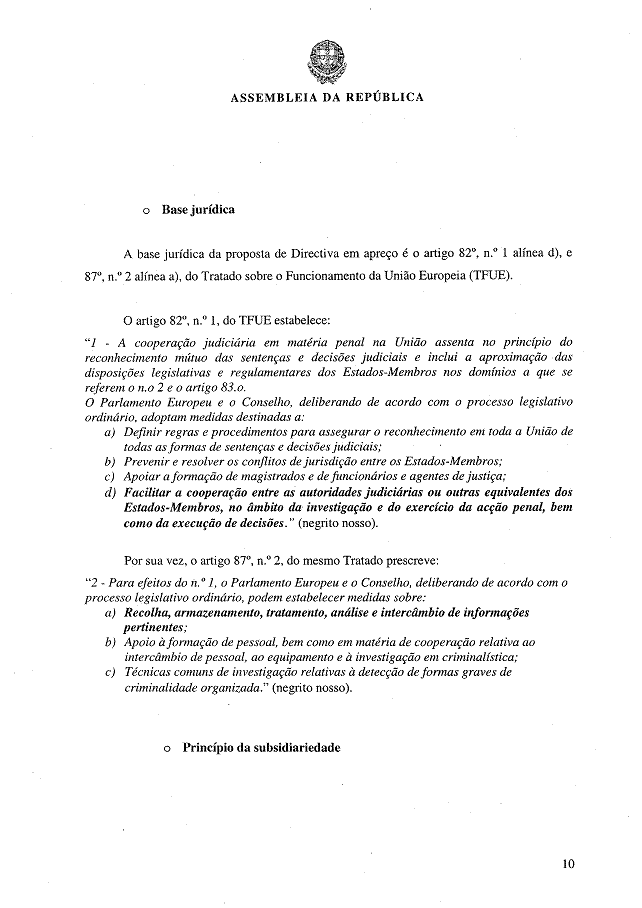 ASSEMBLEIA DA REPÚBLICA
o Base jurídica
A base jurídica da proposta de Directiva em apreço é o artigo 82º, n.º 1 alínea d), e
87º, n.º 2 alínea a), do Tratado sobre o Funcionamento da União Europeia (TFUE).
O artigo 82º, n.º 1, do TFUE estabelece:
“1 - A cooperação judiciária em matéria penal na União assenta no princípio do
reconhecimento mútuo das sentenças e decisões judiciais e inclui a aproximação das
disposições legislativas e regulamentares dos Estados-Membros nos domínios a que se
referem o n.o 2 e o artigo 83.o.
O Parlamento Europeu e o Conselho, deliberando de acordo com o processo legislativo
ordinário, adoptam medidas destinadas a:
a) Definir regras e procedimentos para assegurar o reconhecimento em toda a União de
todas as formas de sentenças e decisões judiciais;
b) Prevenir e resolver os conflitos de jurisdição entre os Estados-Membros;
c) Apoiar a formação de magistrados e de funcionários e agentes de justiça;
d) Facilitar a cooperação entre as autoridades judiciárias ou outras equivalentes dos
Estados-Membros, no âmbito da investigação e do exercício da acção penal, bem
como da execução de decisões.” (negrito nosso).
Por sua vez, o artigo 87º, n.º 2, do mesmo Tratado prescreve:
“2 - Para efeitos do n.º 1, o Parlamento Europeu e o Conselho, deliberando de acordo com o
processo legislativo ordinário, podem estabelecer medidas sobre:
a) Recolha, armazenamento, tratamento, análise e intercâmbio de informações
pertinentes;
b) Apoio à formação de pessoal, bem como em matéria de cooperação relativa ao
intercâmbio de pessoal, ao equipamento e à investigação em criminalística;
c) Técnicas comuns de investigação relativas à detecção de formas graves de
criminalidade organizada.” (negrito nosso).
o Princípio da subsidiariedade
10